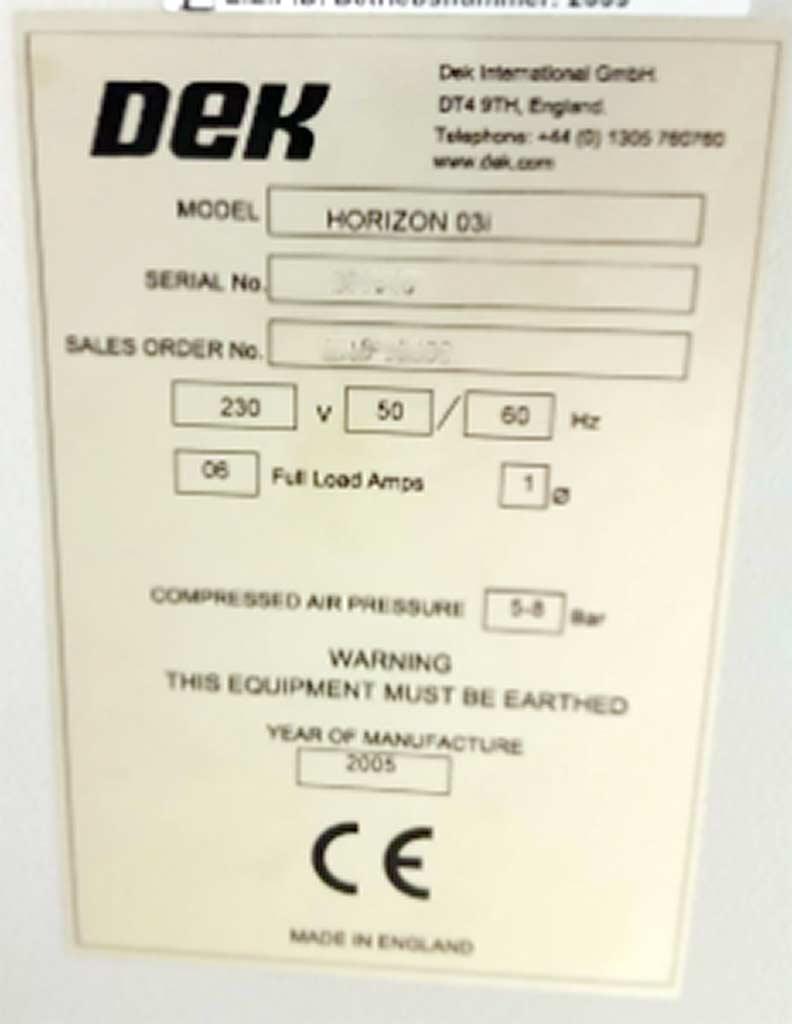 Betriebsnummer:
DEK
Dek International GmbH
DT4 9TH, England.
Telephone: +44 (0) 1305 760760
www.dek.com
MODEL HORIZON 03i
SERIAL No.
SALES ORDER No.
230 V 50 / 60 Hz
06 Full Load Amps 1 Ø
COMPRESSED AIR PRESSURE 5-8 Bar
WARNING
THIS EQUIPMENT MUST BE EARTHED
YEAR OF MANUFACTURE
2005
CE
MADE IN ENGLAND